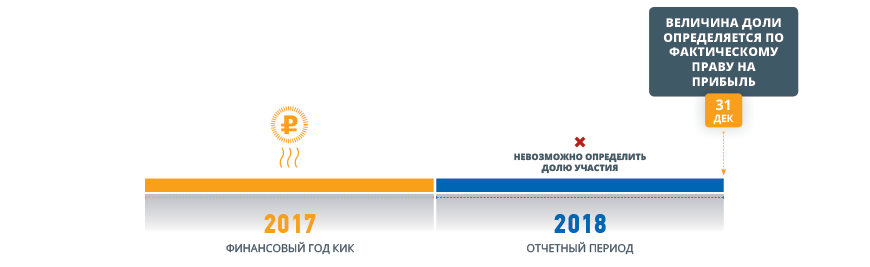 ВЕЛИЧИНА ДОЛИ
ОПРЕДЕЛЯЕТСЯ ПО
ФАКТИЧЕСКОМУ
ПРАВУ НА
ПРИБЫЛЬ
31
ДЕК
₽
НЕВОЗМОЖНО ОПРЕДЕЛИТЬ
ДОЛЮ УЧАСТИЯ
2017
ФИНАНСОВЫЙ ГОД КИК
2018
ОТЧЕТНЫЙ ПЕРИОД